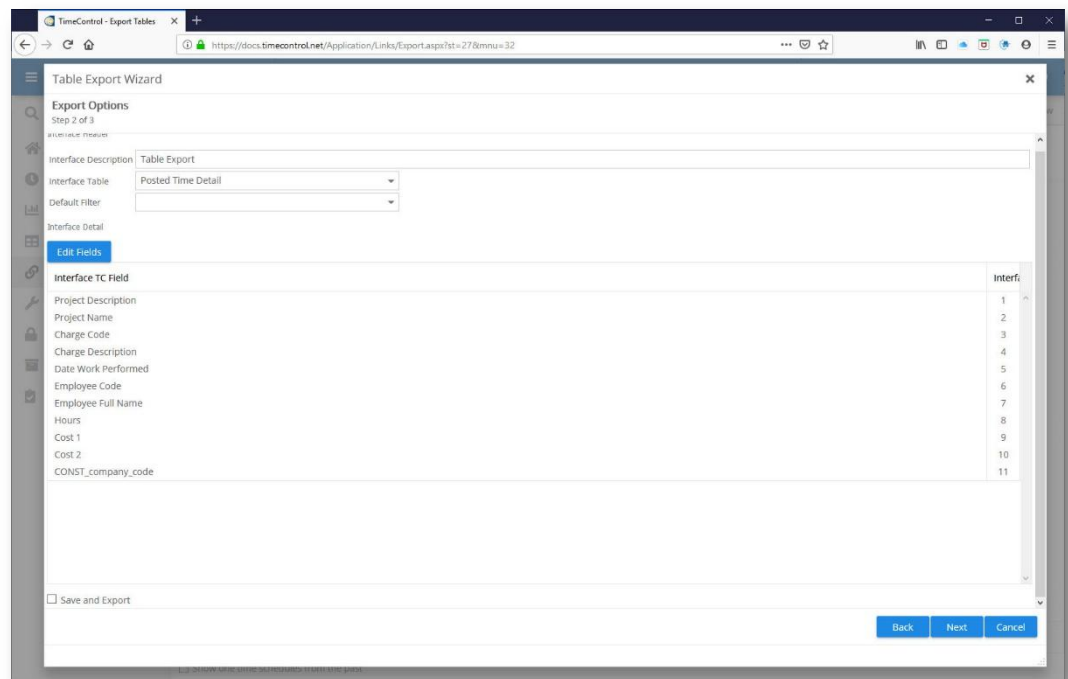 TimeControl - Export Tables
https://docs.timecontrol.net/Application/Links/Export.aspx?st=27&mnu=32
Table Export Wizard
Export Options
Step 2 of 3
Interface Header
Interface Description Table Export
Interface Table Posted Time Detail
Default Filter
Interface Detail
Edit Fields
Interface TC Field Interfa
Project Description 1
Project Name 2
Charge Code 3
Charge Description 4
Date Work Performed 5
Employee Code 6
Employee Full Name 7
Hours 8
Cost 1 9
Cost 2 10
CONST_company_code 11
Save and Export
Back Next Cancel
Show one time schedules from the past